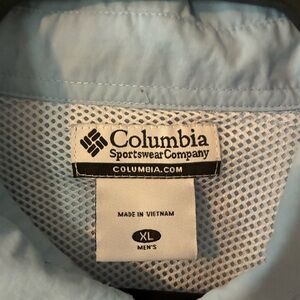 Columbia
Sportswear Company
COLUMBIA.COM
MADE IN VIETNAM
XL
MEN'S